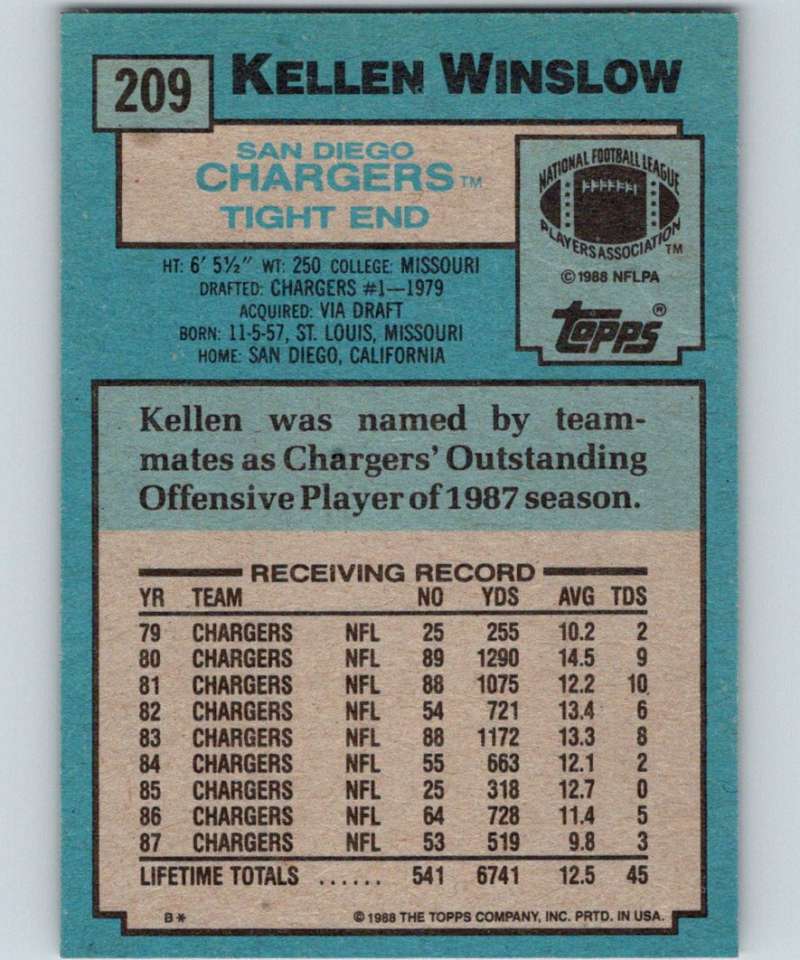 209
KELLEN WINSLOW
SAN DIEGO
CHARGERS™
TIGHT END
NATIONAL FOOTBALL LEAGUE
PLAYERS ASSOCIATION™
©1988 NFLPA
Topps®
HT: 6' 5½" WT: 250 COLLEGE: MISSOURI
DRAFTED: CHARGERS #1—1979
ACQUIRED: VIA DRAFT
BORN: 11-5-57, ST. LOUIS, MISSOURI
HOME: SAN DIEGO, CALIFORNIA
Kellen was named by team-
mates as Chargers' Outstanding
Offensive Player of 1987 season.
RECEIVING RECORD
YR TEAM NO YDS AVG TDS
79 CHARGERS NFL 25 255 10.2 2
80 CHARGERS NFL 89 1290 14.5 9
81 CHARGERS NFL 88 1075 12.2 10
82 CHARGERS NFL 54 721 13.4 6
83 CHARGERS NFL 88 1172 13.3 8
84 CHARGERS NFL 55 663 12.1 2
85 CHARGERS NFL 25 318 12.7 0
86 CHARGERS NFL 64 728 11.4 5
87 CHARGERS NFL 53 519 9.8 3
LIFETIME TOTALS ...... 541 6741 12.5 45
B* ©1988 THE TOPPS COMPANY, INC. PRTD. IN USA.